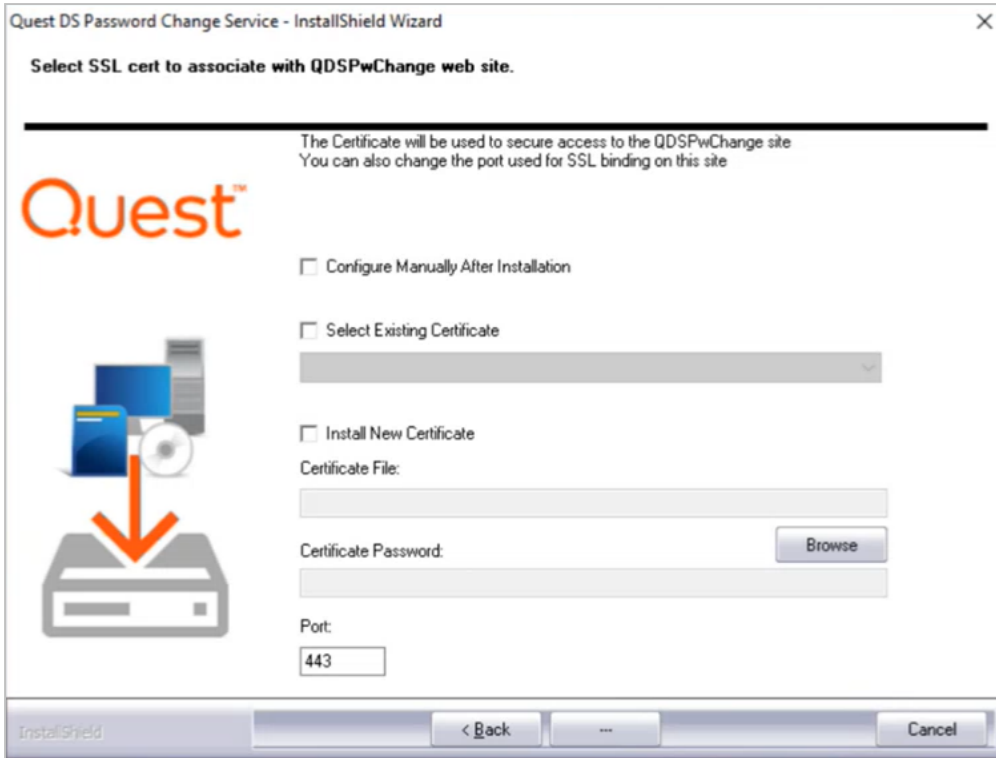 Quest DS Password Change Service - InstallShield Wizard
Select SSL cert to associate with QDSPwChange web site.
The Certificate will be used to secure access to the QDSPwChange site
You can also change the port used for SSL binding on this site
Quest™
Configure Manually After Installation
Select Existing Certificate
Install New Certificate
Certificate File:
Browse
Certificate Password:
Port:
443
InstallShield
< Back
---
Cancel